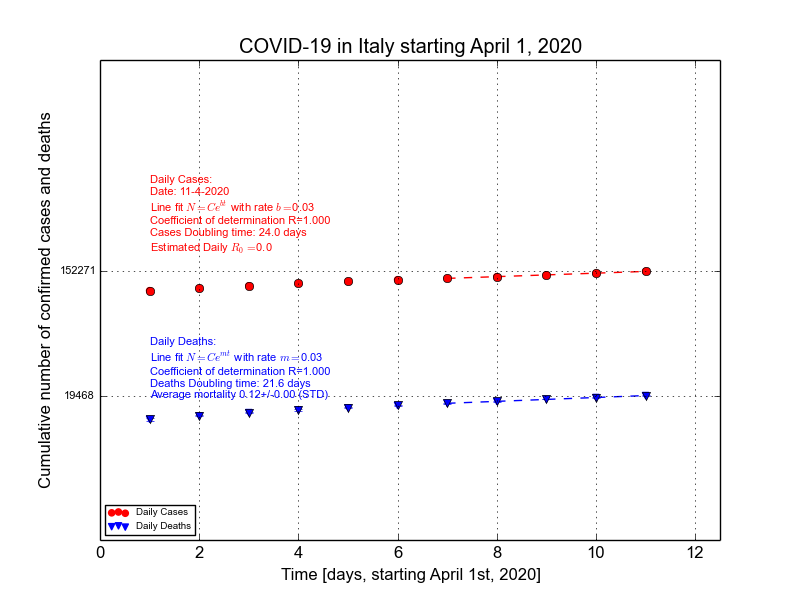 COVID-19 in Italy starting April 1, 2020
Cumulative number of confirmed cases and deaths
Daily Cases:
Date: 11-4-2020
Line fit N=Ce^{bt} with rate b=0.03
Coefficient of determination R=1.000
Cases Doubling time: 24.0 days
Estimated Daily R_0=0.0
152271
Daily Deaths:
Line fit N=Ce^{mt} with rate m=0.03
Coefficient of determination R=1.000
Deaths Doubling time: 21.6 days
Average mortality 0.12+/-0.00 (STD)
19468
Daily Cases
Daily Deaths
0 2 4 6 8 10 12
Time [days, starting April 1st, 2020]